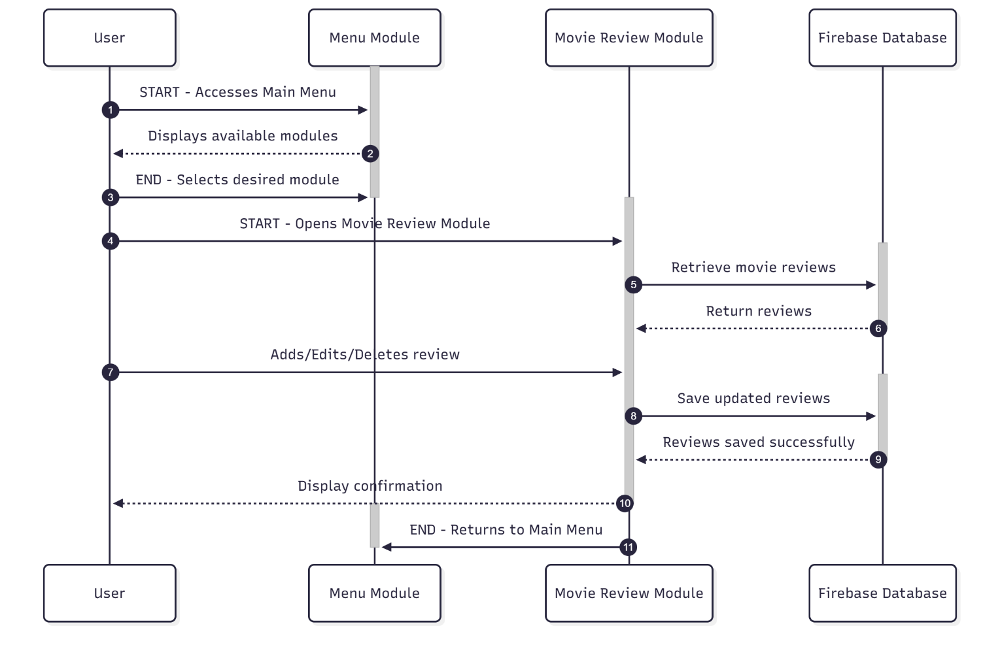 User
Menu Module
Movie Review Module
Firebase Database
START - Accesses Main Menu
1
Displays available modules
2
END - Selects desired module
3
START - Opens Movie Review Module
4
Retrieve movie reviews
5
Return reviews
6
Adds/Edits/Deletes review
7
Save updated reviews
8
Reviews saved successfully
9
Display confirmation
10
END - Returns to Main Menu
11
User
Menu Module
Movie Review Module
Firebase Database